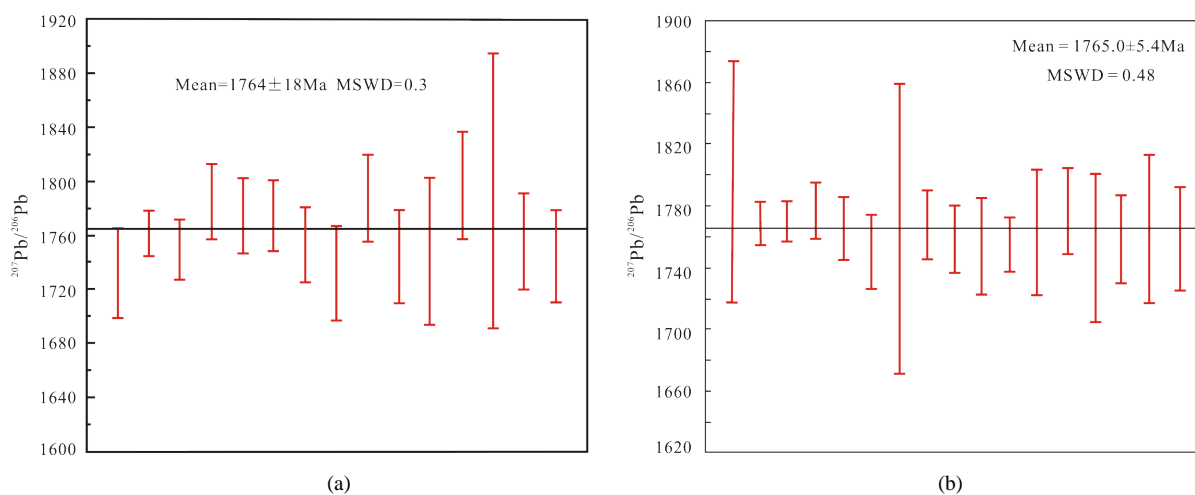 1920
1880
1840
1800
1760
1720
1680
1640
1600
²⁰⁷Pb/²⁰⁶Pb
Mean=1764±18Ma MSWD=0.3
(a)
1900
1860
1820
1780
1740
1700
1660
1620
²⁰⁷Pb/²⁰⁶Pb
Mean = 1765.0±5.4Ma
MSWD = 0.48
(b)